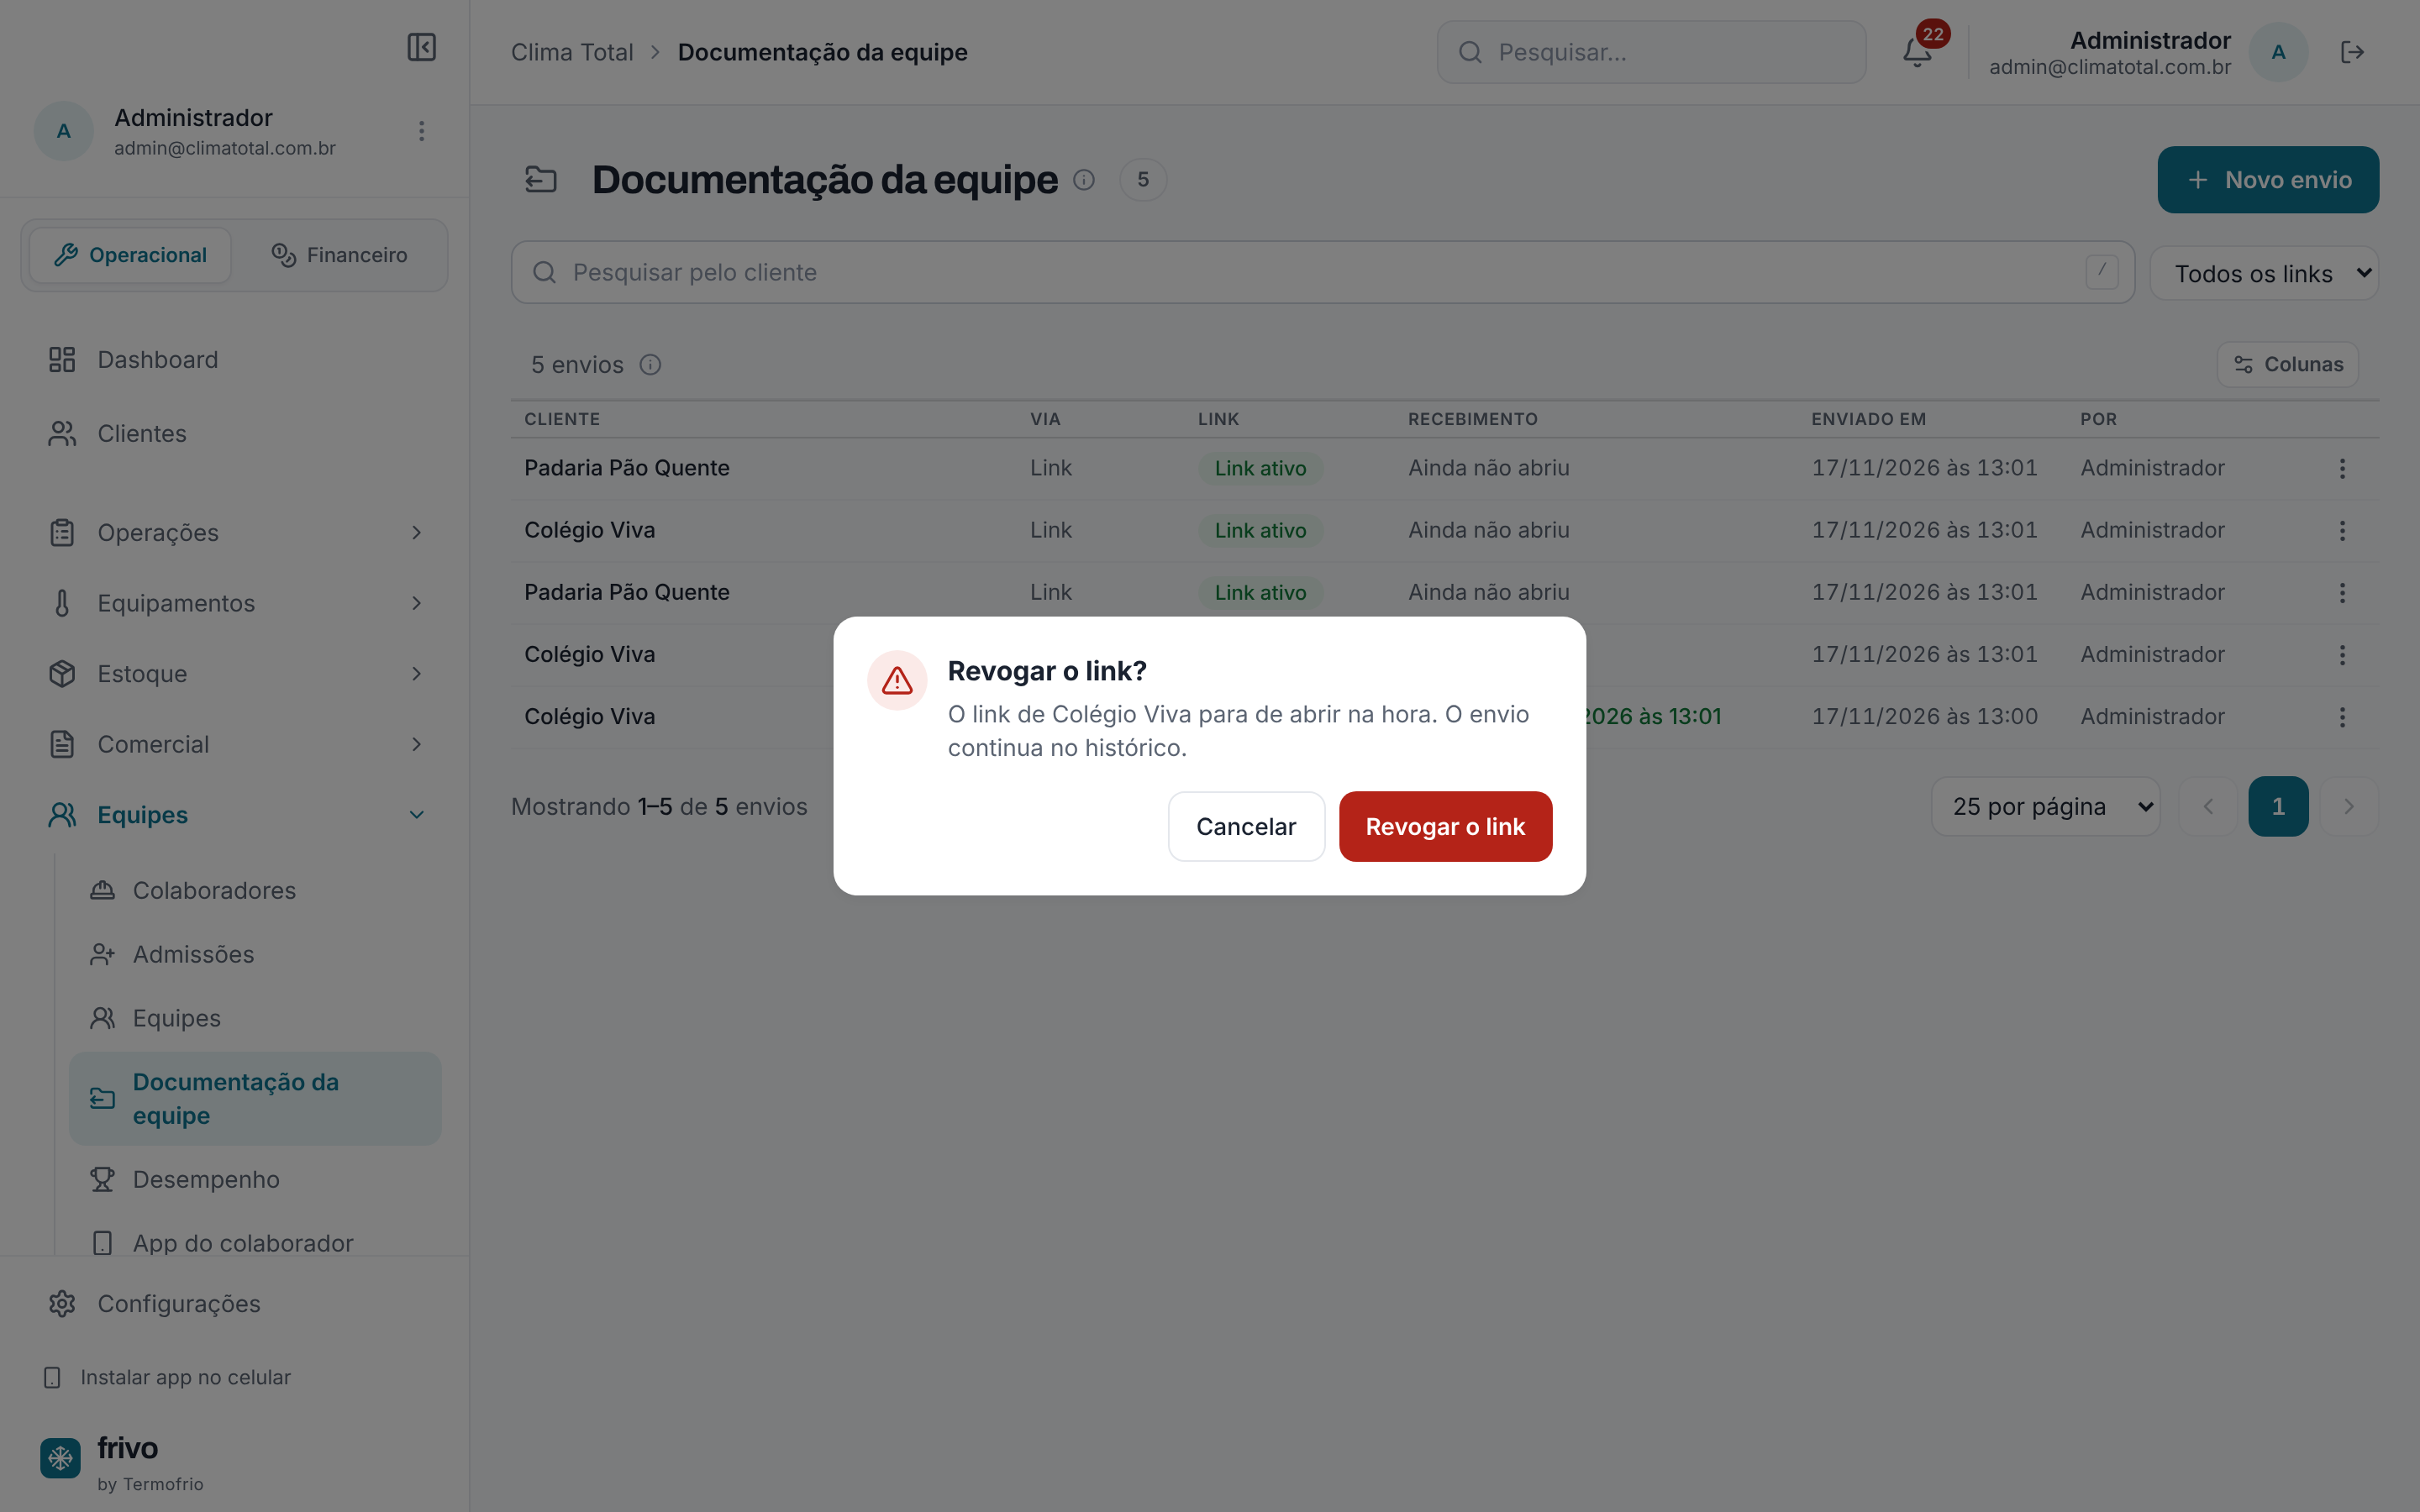 Clima Total > Documentação da equipe
Pesquisar...
22
Administrador
admin@climatotal.com.br
A
A
Administrador
admin@climatotal.com.br
Operacional
Financeiro
Dashboard
Clientes
Operações
Equipamentos
Estoque
Comercial
Equipes
Colaboradores
Admissões
Equipes
Documentação da
equipe
Desempenho
App do colaborador
Configurações
Instalar app no celular
frivo
by Termofrio
Documentação da equipe
5
+ Novo envio
Pesquisar pelo cliente
/
Todos os links
5 envios
Colunas
CLIENTE VIA LINK RECEBIMENTO ENVIADO EM POR
Padaria Pão Quente Link Link ativo Ainda não abriu 17/11/2026 às 13:01 Administrador
Colégio Viva Link Link ativo Ainda não abriu 17/11/2026 às 13:01 Administrador
Padaria Pão Quente Link Link ativo Ainda não abriu 17/11/2026 às 13:01 Administrador
Colégio Viva 17/11/2026 às 13:01 Administrador
Colégio Viva 2026 às 13:01 17/11/2026 às 13:00 Administrador
Mostrando 1–5 de 5 envios
25 por página
1
Revogar o link?
O link de Colégio Viva para de abrir na hora. O envio
continua no histórico.
Cancelar
Revogar o link